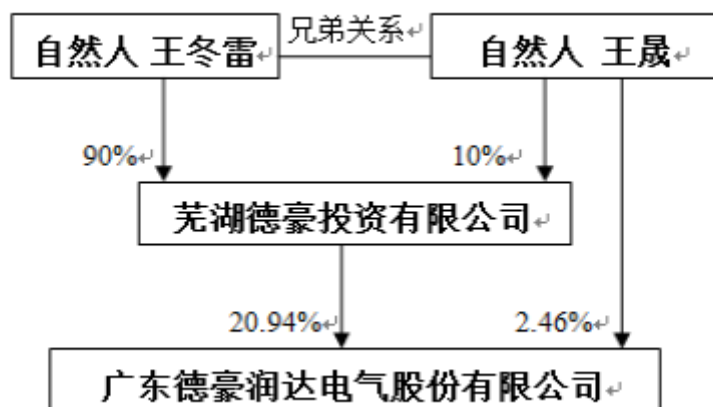 自然人 王冬雷
兄弟关系
自然人 王晟
90%
10%
芜湖德豪投资有限公司
20.94%
2.46%
广东德豪润达电气股份有限公司